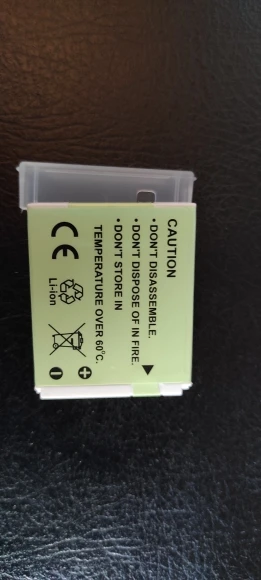 CAUTION
•DON'T DISASSEMBLE.
•DON'T DISPOSE OF IN FIRE.
•DON'T STORE IN
TEMPERATURE OVER 60°C.
CE
Li-ion